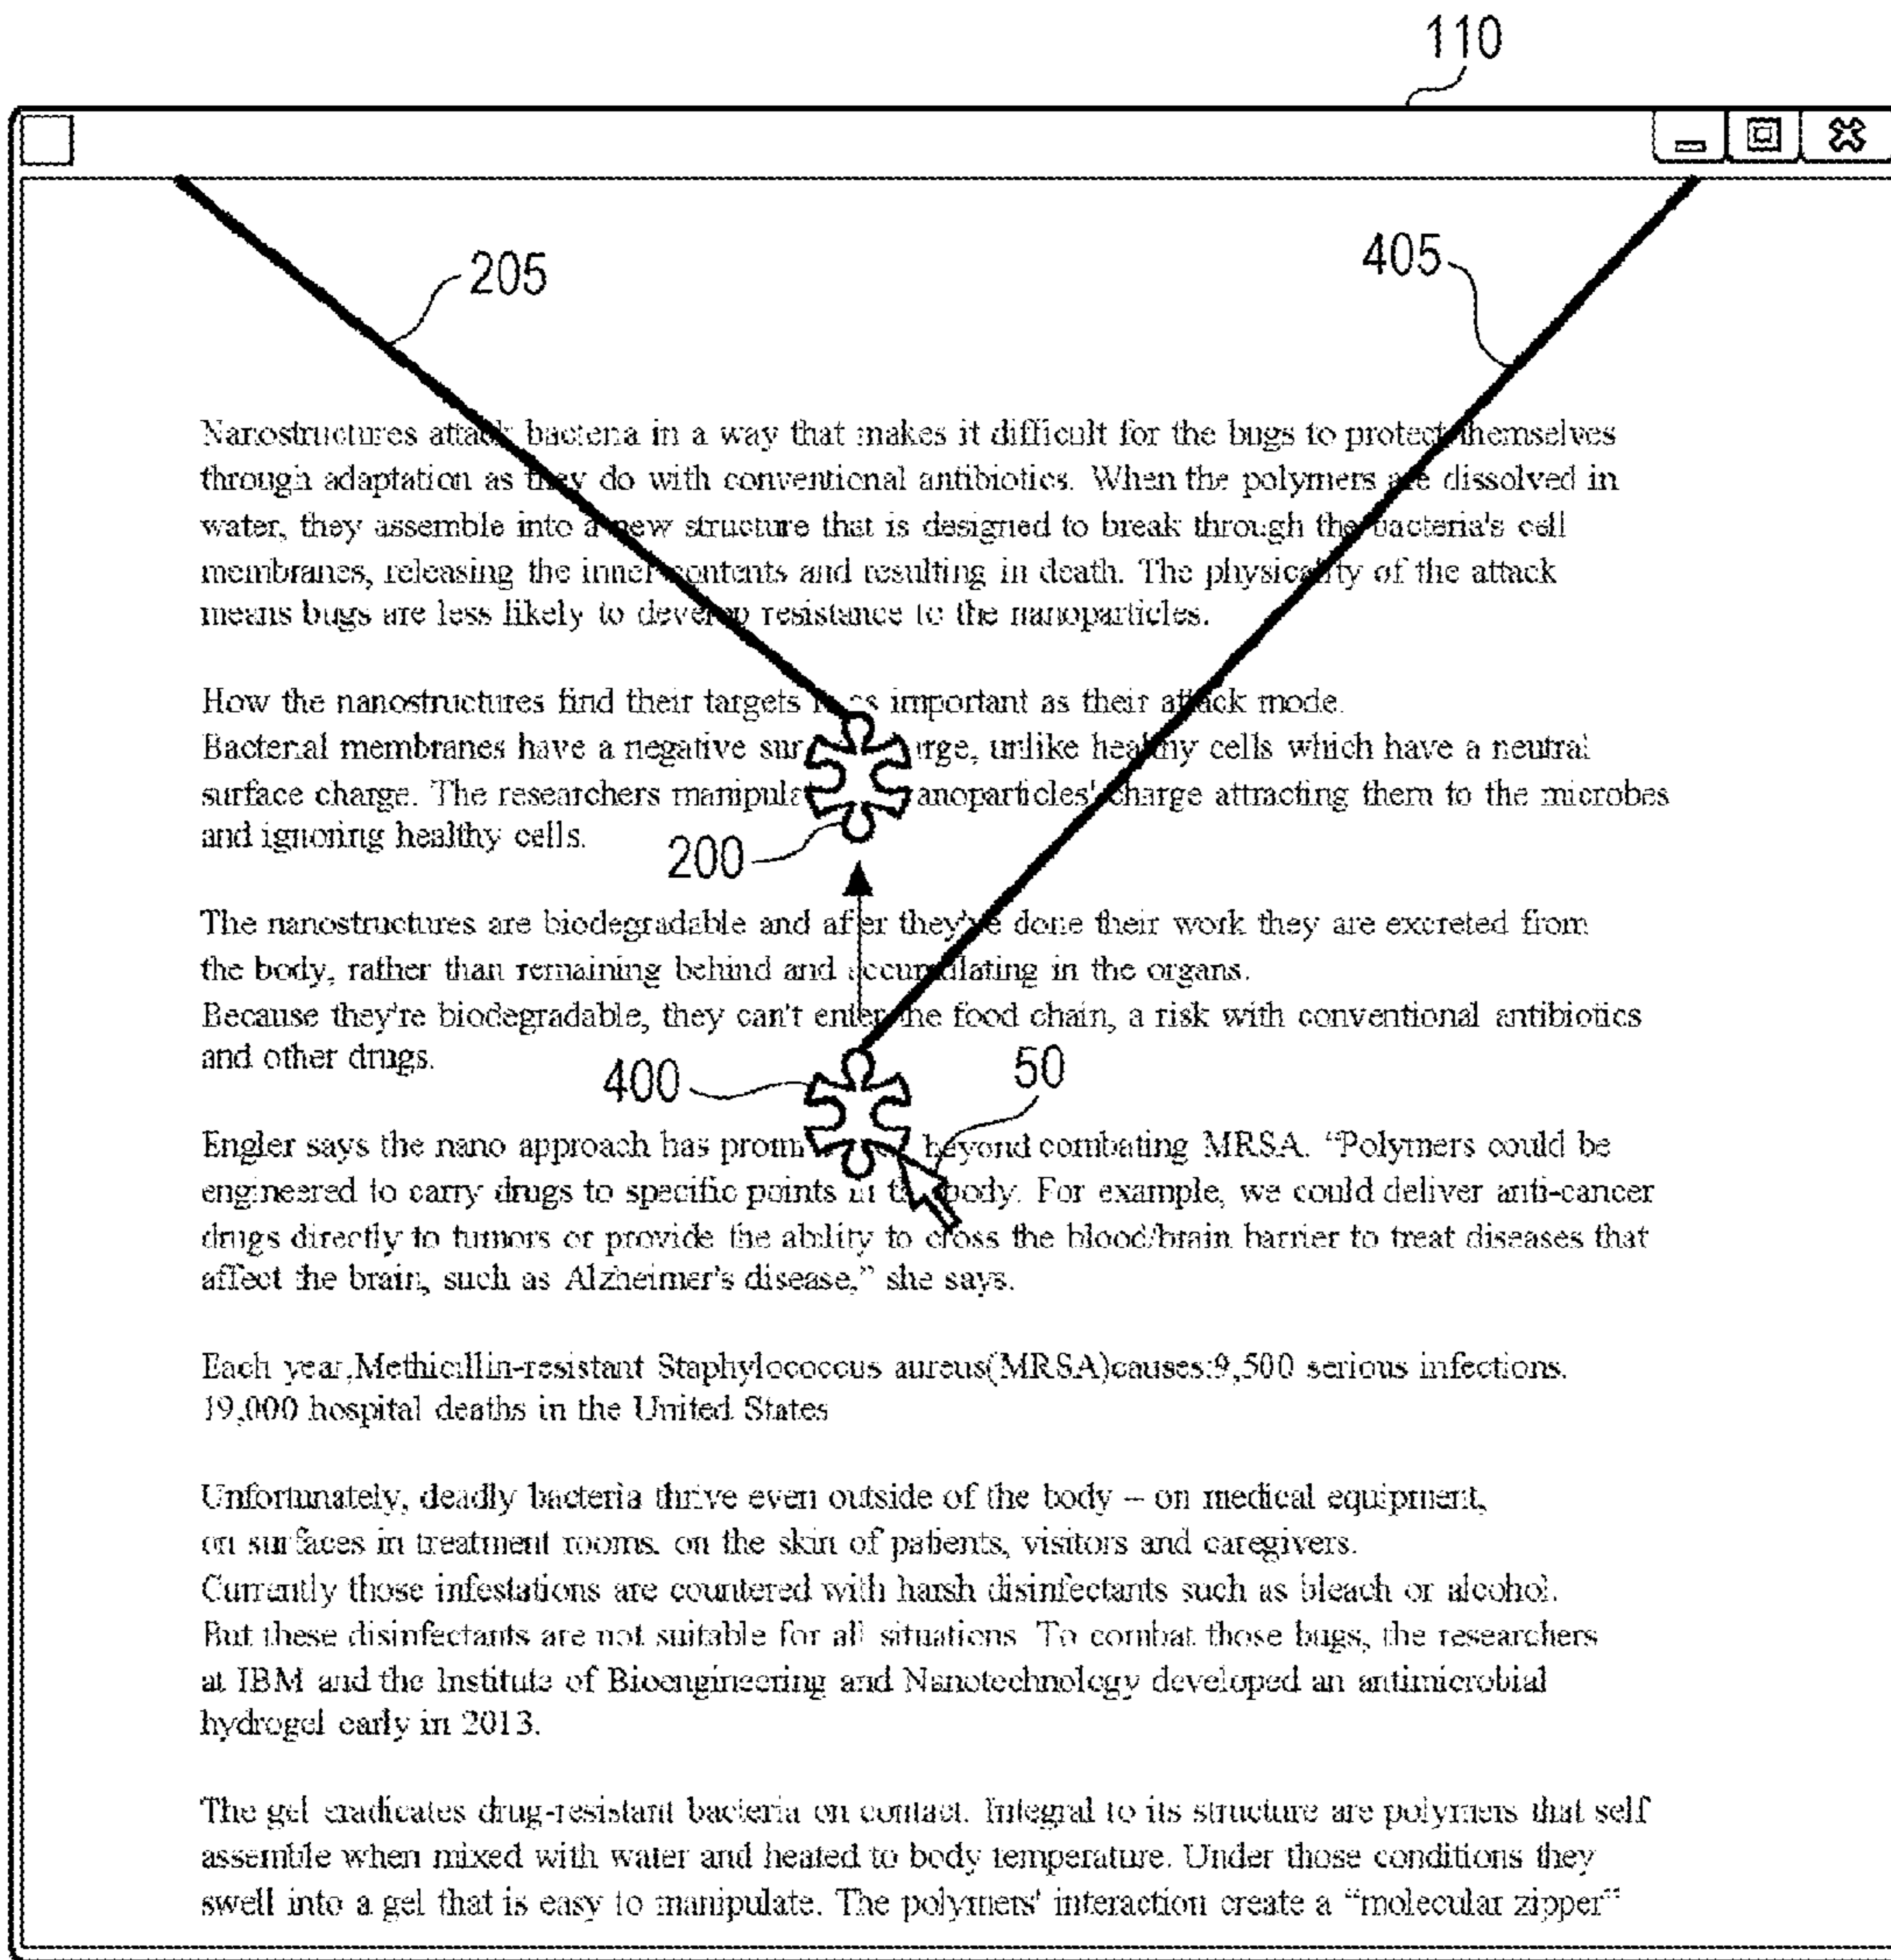 110
205
405
Nanostructures attack bacteria in a way that makes it difficult for the bugs to protect themselves
through adaptation as they do with conventional antibiotics. When the polymers are dissolved in
water, they assemble into a new structure that is designed to break through the bacteria's cell
membranes, releasing the inner contents and resulting in death. The physicality of the attack
means bugs are less likely to develop resistance to the nanoparticles.
How the nanostructures find their targets is as important as their attack mode.
Bacterial membranes have a negative sur rge, unlike healthy cells which have a neutral
surface charge. The researchers manipula anoparticles' charge attracting them to the microbes
and ignoring healthy cells.
200
The nanostructures are biodegradable and after they've done their work they are excreted from
the body, rather than remaining behind and accumulating in the organs.
Because they're biodegradable, they can't enter the food chain, a risk with conventional antibiotics
and other drugs.
400
50
Engler says the nano approach has prom beyond combating MRSA. “Polymers could be
engineered to carry drugs to specific points in the body. For example, we could deliver anti-cancer
drugs directly to tumors or provide the ability to cross the blood/brain barrier to treat diseases that
affect the brain, such as Alzheimer's disease,” she says.
Each year,Methicillin-resistant Staphylococcus aureus(MRSA)causes:9,500 serious infections.
19,000 hospital deaths in the United States
Unfortunately, deadly bacteria thrive even outside of the body – on medical equipment,
on surfaces in treatment rooms. on the skin of patients, visitors and caregivers.
Currently those infestations are countered with harsh disinfectants such as bleach or alcohol.
But these disinfectants are not suitable for all situations. To combat those bugs, the researchers
at IBM and the Institute of Bioengineering and Nanotechnology developed an antimicrobial
hydrogel early in 2013.
The gel eradicates drug-resistant bacteria on contact. Integral to its structure are polymers that self
assemble when mixed with water and heated to body temperature. Under those conditions they
swell into a gel that is easy to manipulate. The polymers' interaction create a “molecular zipper”